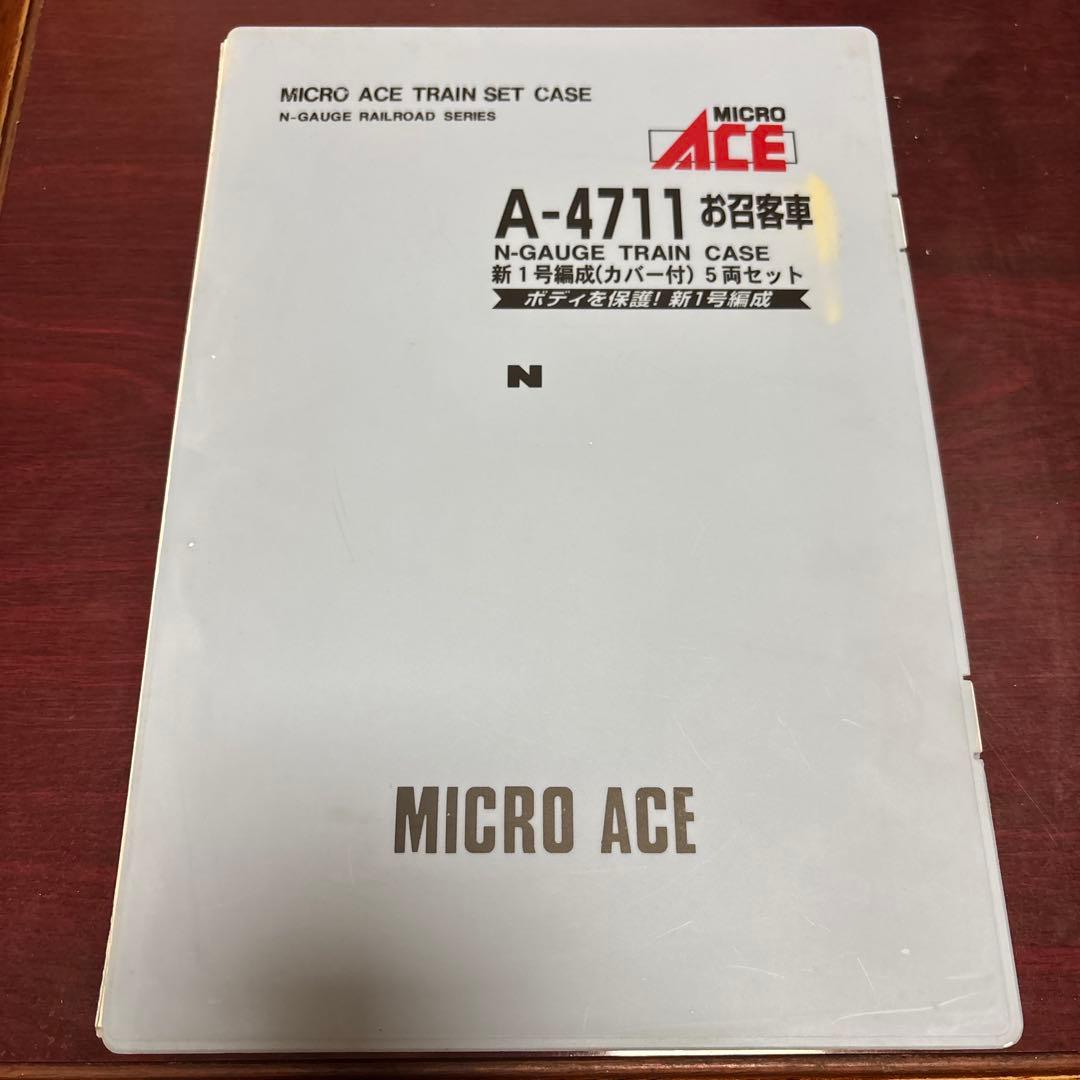 MICRO ACE TRAIN SET CASE
N-GAUGE RAILROAD SERIES
MICRO
ACE
A-4711 お召客車
N-GAUGE TRAIN CASE
新1号編成(カバー付) 5両セット
ボディを保護! 新1号編成
N
MICRO ACE